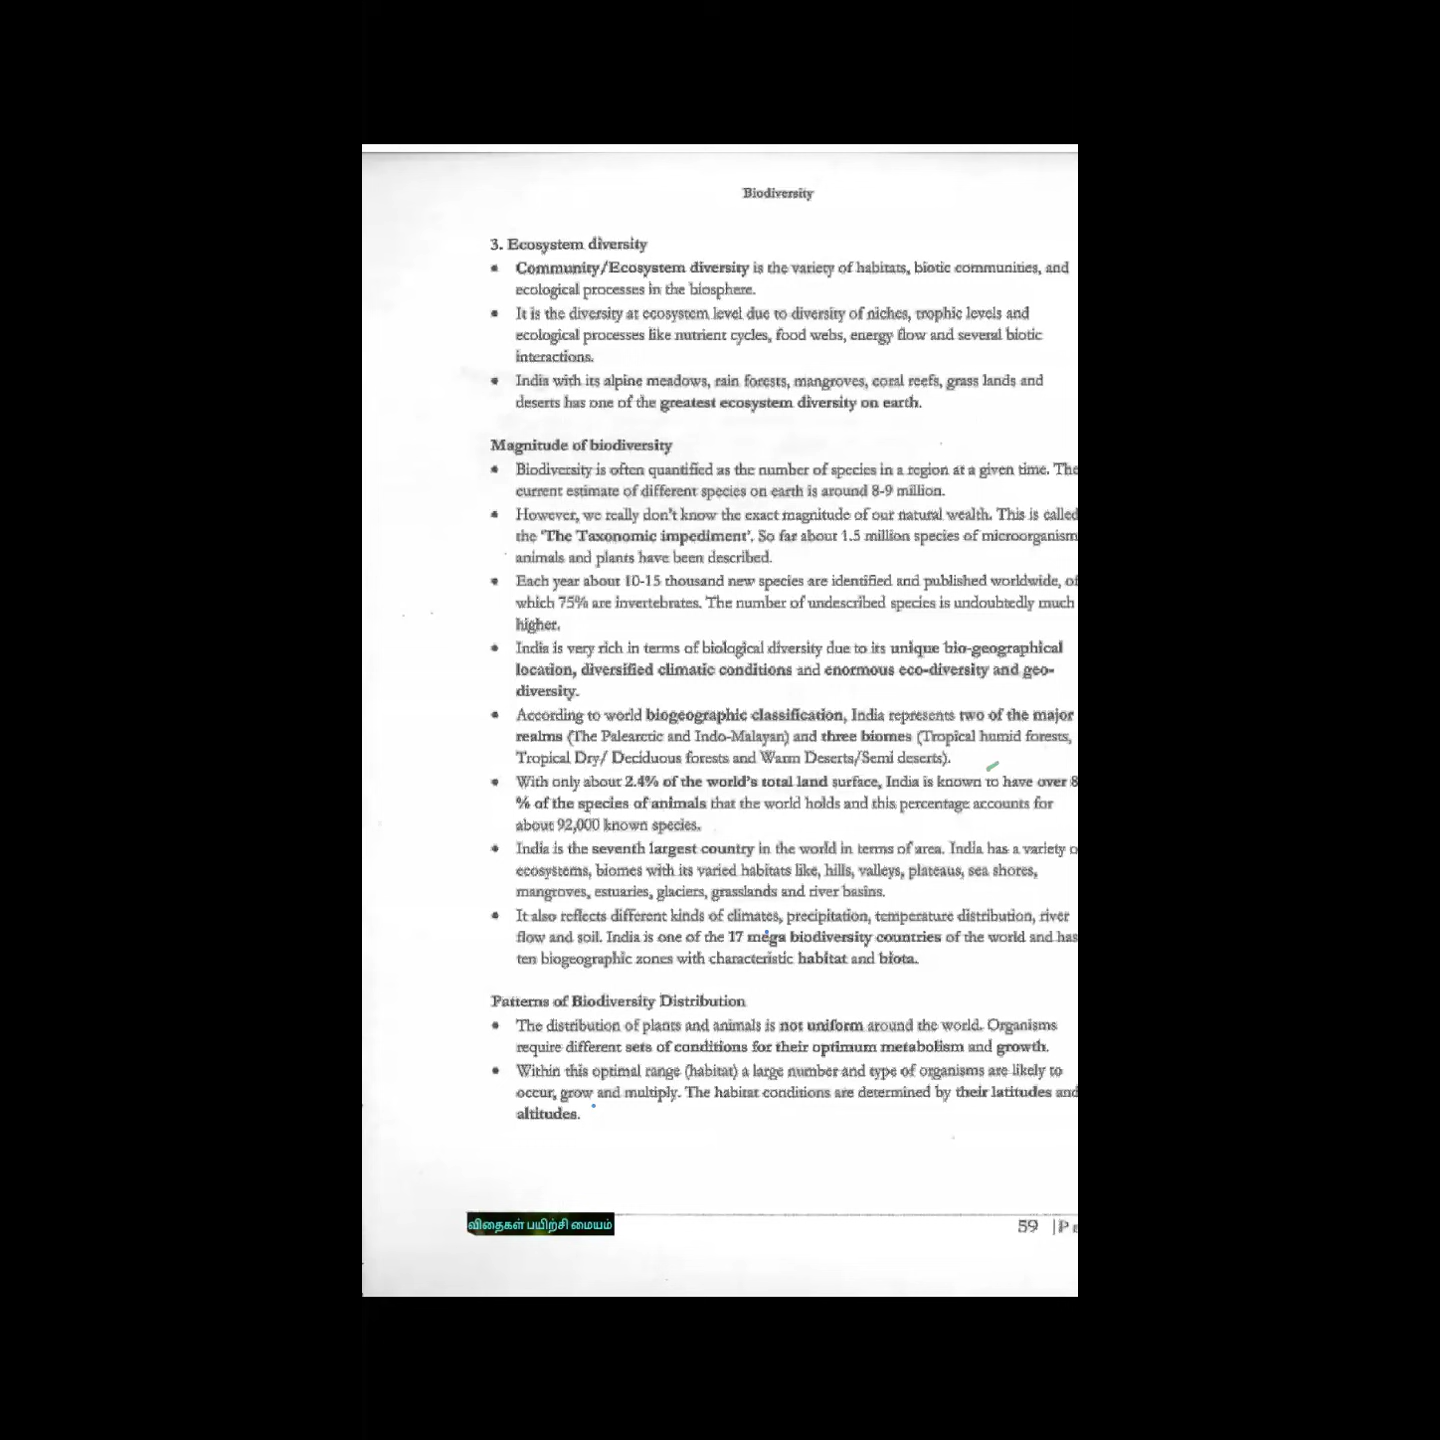 Biodiversity
3. Ecosystem diversity
• Community/Ecosystem diversity is the variety of habitats, biotic communities, and
ecological processes in the biosphere.
• It is the diversity at ecosystem level due to diversity of niches, trophic levels and
ecological processes like nutrient cycles, food webs, energy flow and several biotic
interactions.
• India with its alpine meadows, rain forests, mangroves, coral reefs, grass lands and
deserts has one of the greatest ecosystem diversity on earth.
Magnitude of biodiversity
• Biodiversity is often quantified as the number of species in a region at a given time. The
current estimate of different species on earth is around 8-9 million.
• However, we really don't know the exact magnitude of our natural wealth. This is called
the 'The Taxonomic impediment'. So far about 1.5 million species of microorganism
animals and plants have been described.
• Each year about 10-15 thousand new species are identified and published worldwide, of
which 75% are invertebrates. The number of undescribed species is undoubtedly much
higher.
• India is very rich in terms of biological diversity due to its unique bio-geographical
location, diversified climatic conditions and enormous eco-diversity and geo-
diversity.
• According to world biogeographic classification, India represents two of the major
realms (The Palearctic and Indo-Malayan) and three biomes (Tropical humid forests,
Tropical Dry/ Deciduous forests and Warm Deserts/Semi deserts).
• With only about 2.4% of the world's total land surface, India is known to have over 8
% of the species of animals that the world holds and this percentage accounts for
about 92,000 known species.
• India is the seventh largest country in the world in terms of area. India has a variety o
ecosystems, biomes with its varied habitats like, hills, valleys, plateaus, sea shores,
mangroves, estuaries, glaciers, grasslands and river basins.
• It also reflects different kinds of climates, precipitation, temperature distribution, river
flow and soil. India is one of the 17 mega biodiversity countries of the world and has
ten biogeographic zones with characteristic habitat and biota.
Patterns of Biodiversity Distribution
• The distribution of plants and animals is not uniform around the world. Organisms
require different sets of conditions for their optimum metabolism and growth.
• Within this optimal range (habitat) a large number and type of organisms are likely to
occur, grow and multiply. The habitat conditions are determined by their latitudes and
altitudes.
விதைகள் பயிற்சி மையம்
59 | P